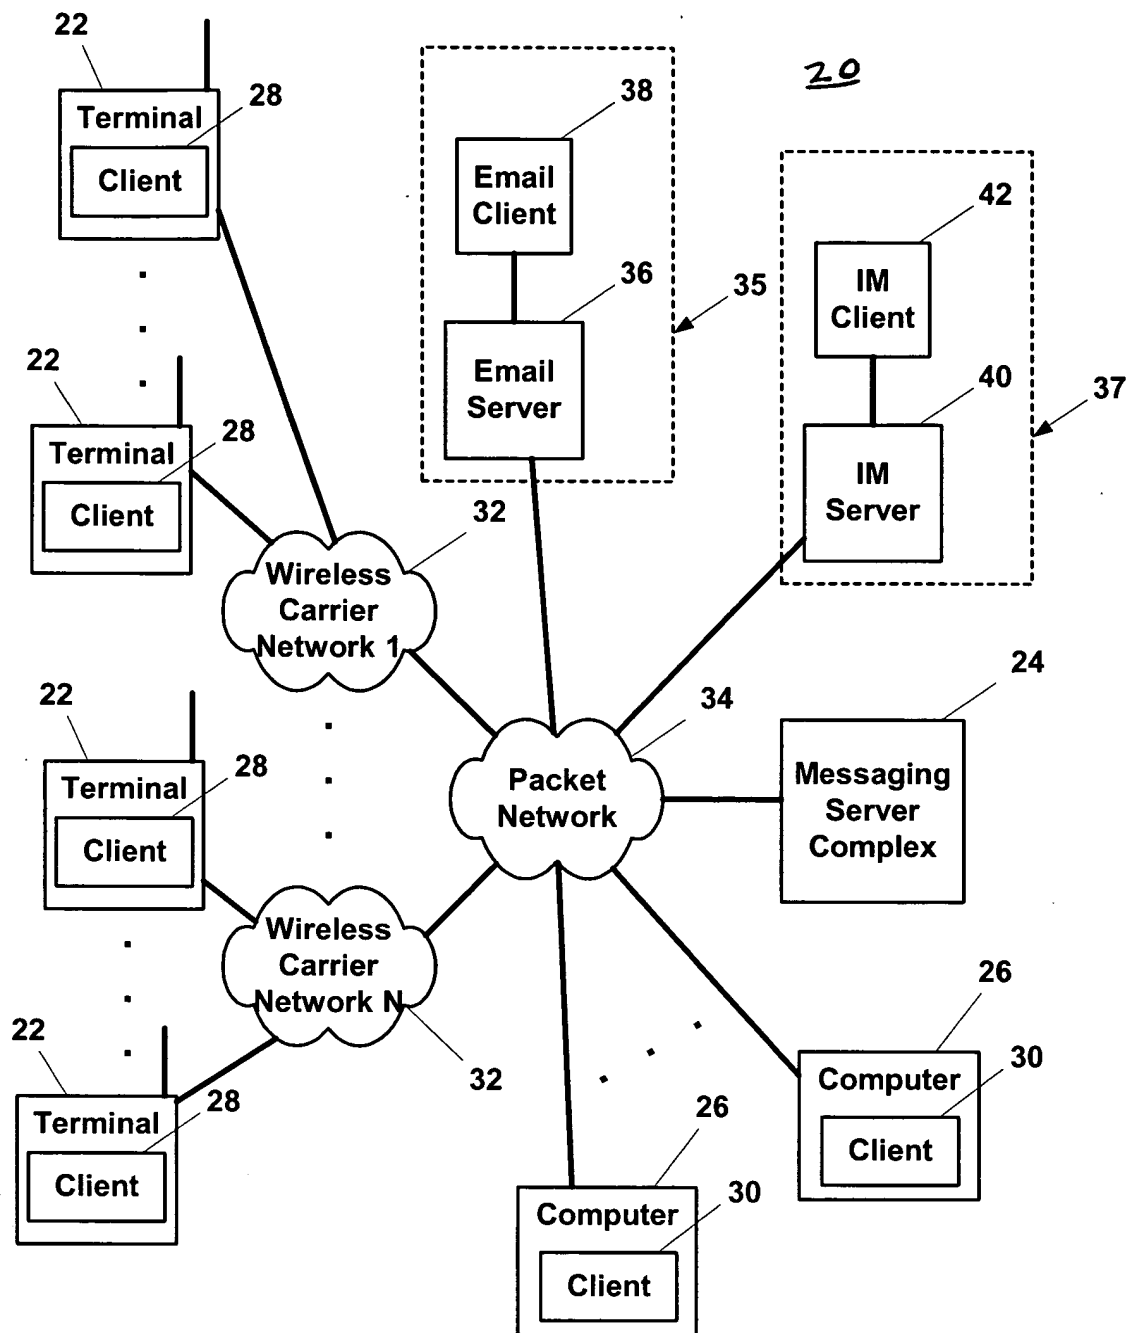 22
Terminal
28
Client
22
Terminal
28
Client
38
Email
Client
36
Email
Server
35
20
42
IM
Client
40
IM
Server
37
32
Wireless
Carrier
Network 1
22
Terminal
28
Client
34
Packet
Network
24
Messaging
Server
Complex
Wireless
Carrier
Network N
32
22
Terminal
28
Client
26
Computer
30
Client
26
Computer
30
Client